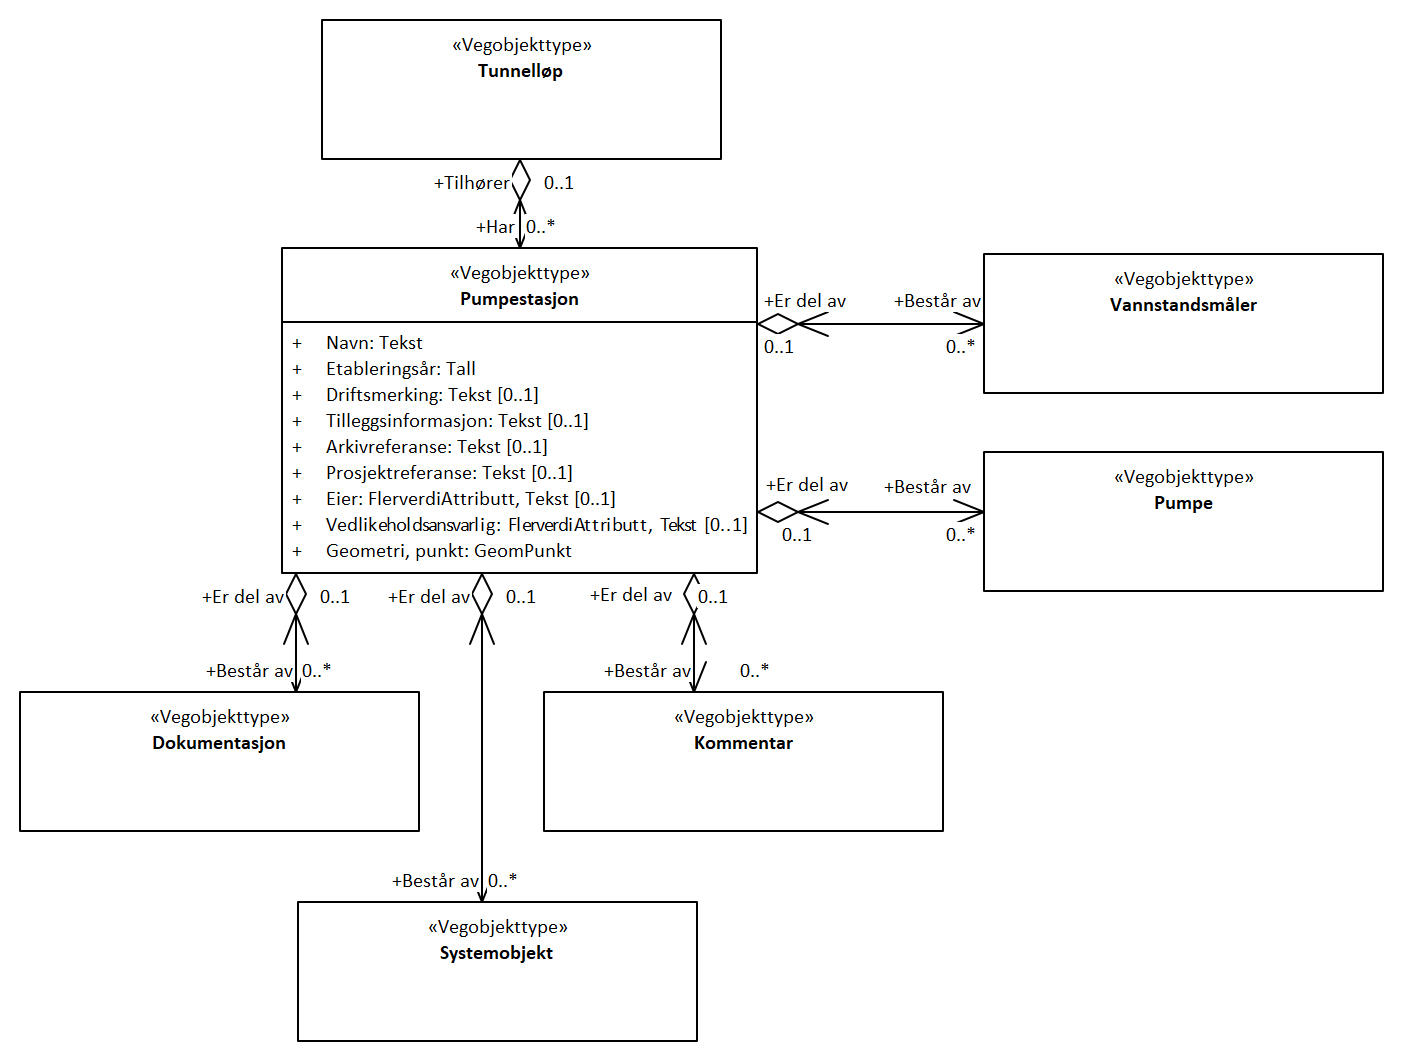 «Vegobjekttype»
Tunnelløp
+Tilhører 0..1
+Har 0..*
«Vegobjekttype»
Pumpestasjon
+ Navn: Tekst
+ Etableringsår: Tall
+ Driftsmerking: Tekst [0..1]
+ Tilleggsinformasjon: Tekst [0..1]
+ Arkivreferanse: Tekst [0..1]
+ Prosjektreferanse: Tekst [0..1]
+ Eier: FlerverdiAttributt, Tekst [0..1]
+ Vedlikeholdsansvarlig: FlerverdiAttributt, Tekst [0..1]
+ Geometri, punkt: GeomPunkt
+Er del av +Består av
0..1 0..*
«Vegobjekttype»
Vannstandsmåler
+Er del av +Består av
0..1 0..*
«Vegobjekttype»
Pumpe
+Er del av 0..1
+Består av 0..*
«Vegobjekttype»
Dokumentasjon
+Er del av 0..1
+Består av 0..*
«Vegobjekttype»
Systemobjekt
+Er del av 0..1
+Består av 0..*
«Vegobjekttype»
Kommentar